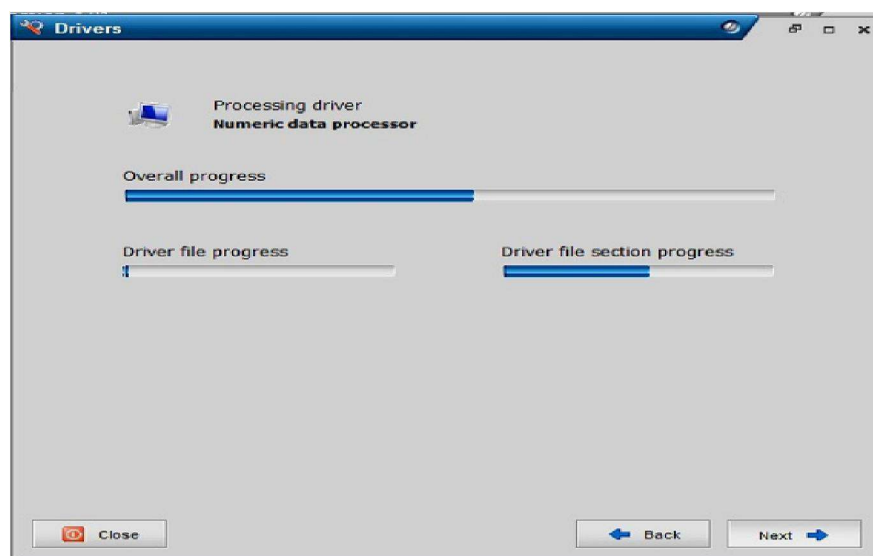 Drivers
Processing driver
Numeric data processor
Overall progress
Driver file progress
Driver file section progress
Close
Back
Next